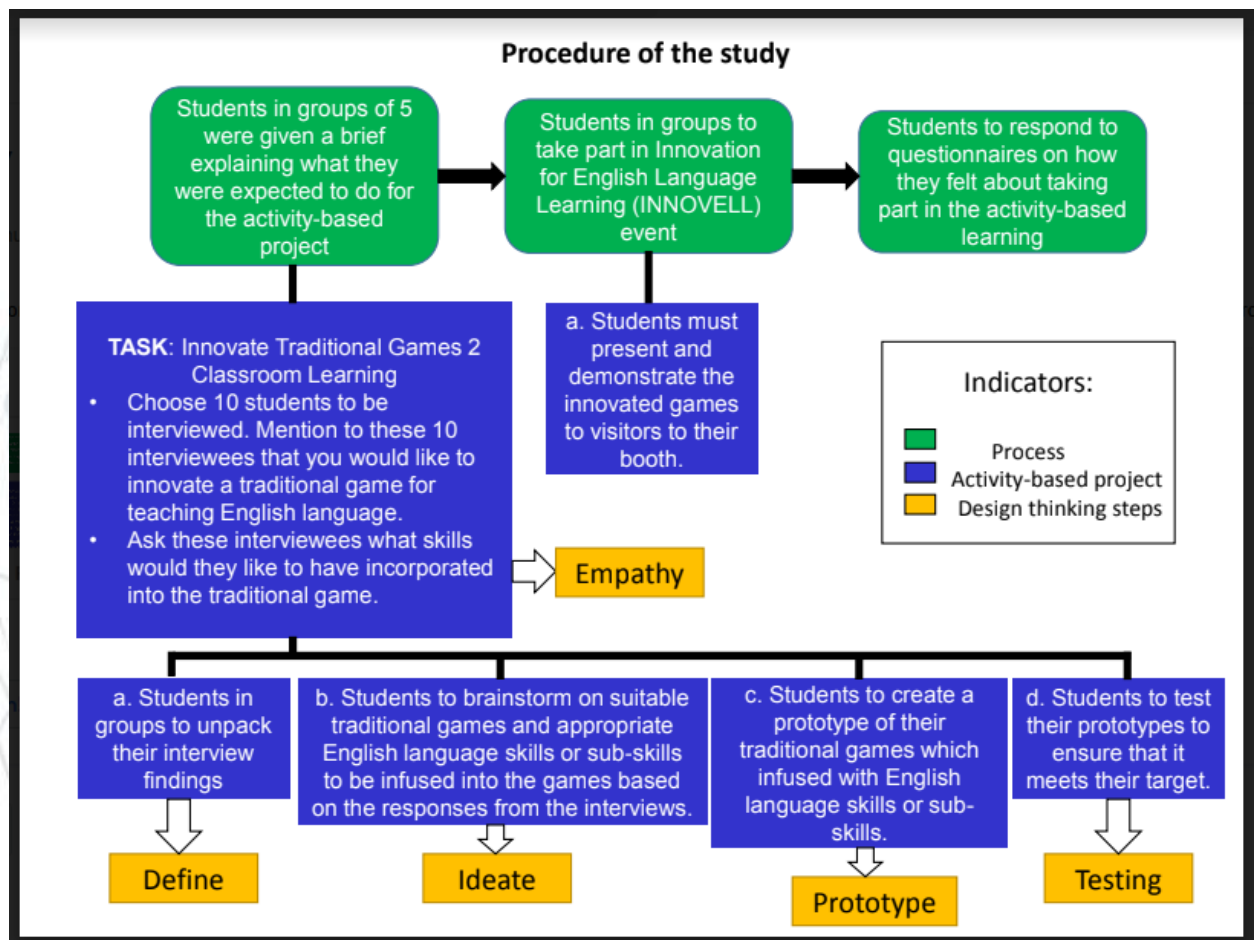 Procedure of the study
Students in groups of 5
were given a brief
explaining what they
were expected to do for
the activity-based
project
Students in groups to
take part in Innovation
for English Language
Learning (INNOVELL)
event
Students to respond to
questionnaires on how
they felt about taking
part in the activity-based
learning
TASK: Innovate Traditional Games 2
Classroom Learning
• Choose 10 students to be
interviewed. Mention to these 10
interviewees that you would like to
innovate a traditional game for
teaching English language.
• Ask these interviewees what skills
would they like to have incorporated
into the traditional game.
a. Students must
present and
demonstrate the
innovated games
to visitors to their
booth.
Indicators:
Process
Activity-based project
Design thinking steps
Empathy
a. Students in
groups to unpack
their interview
findings
b. Students to brainstorm on suitable
traditional games and appropriate
English language skills or sub-skills
to be infused into the games based
on the responses from the interviews.
c. Students to create a
prototype of their
traditional games which
infused with English
language skills or sub-
skills.
d. Students to test
their prototypes to
ensure that it
meets their target.
Define
Ideate
Prototype
Testing